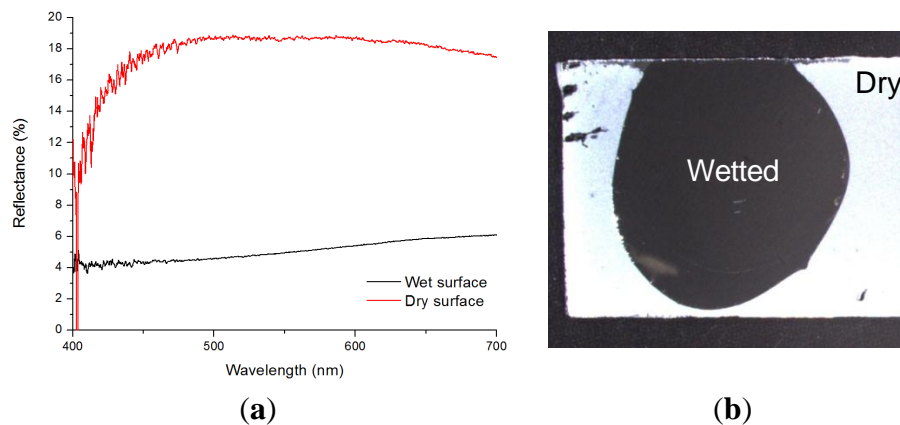 20
18
16
14
12
10
8
6
4
2
0
Reflectance (%)
400
500
600
700
Wavelength (nm)
Wet surface
Dry surface
(a)
Dry
Wetted
(b)